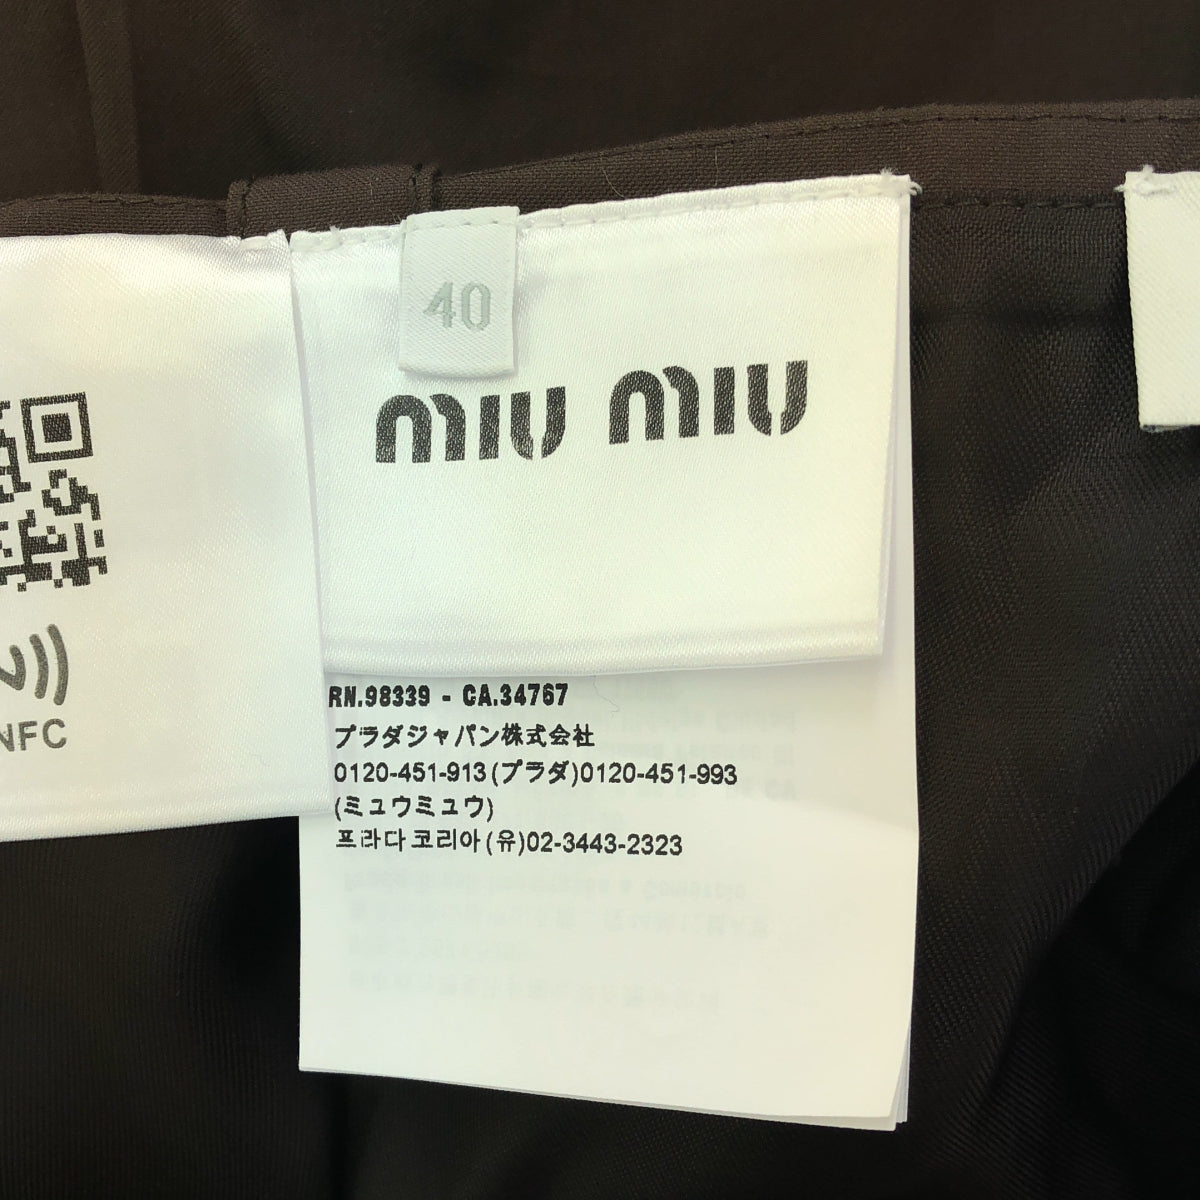 40
miu miu
NFC
RN.98339 - CA.34767
プラダジャパン株式会社
0120-451-913(プラダ)0120-451-993
(ミュウミュウ)
프라다코리아(유)02-3443-2323